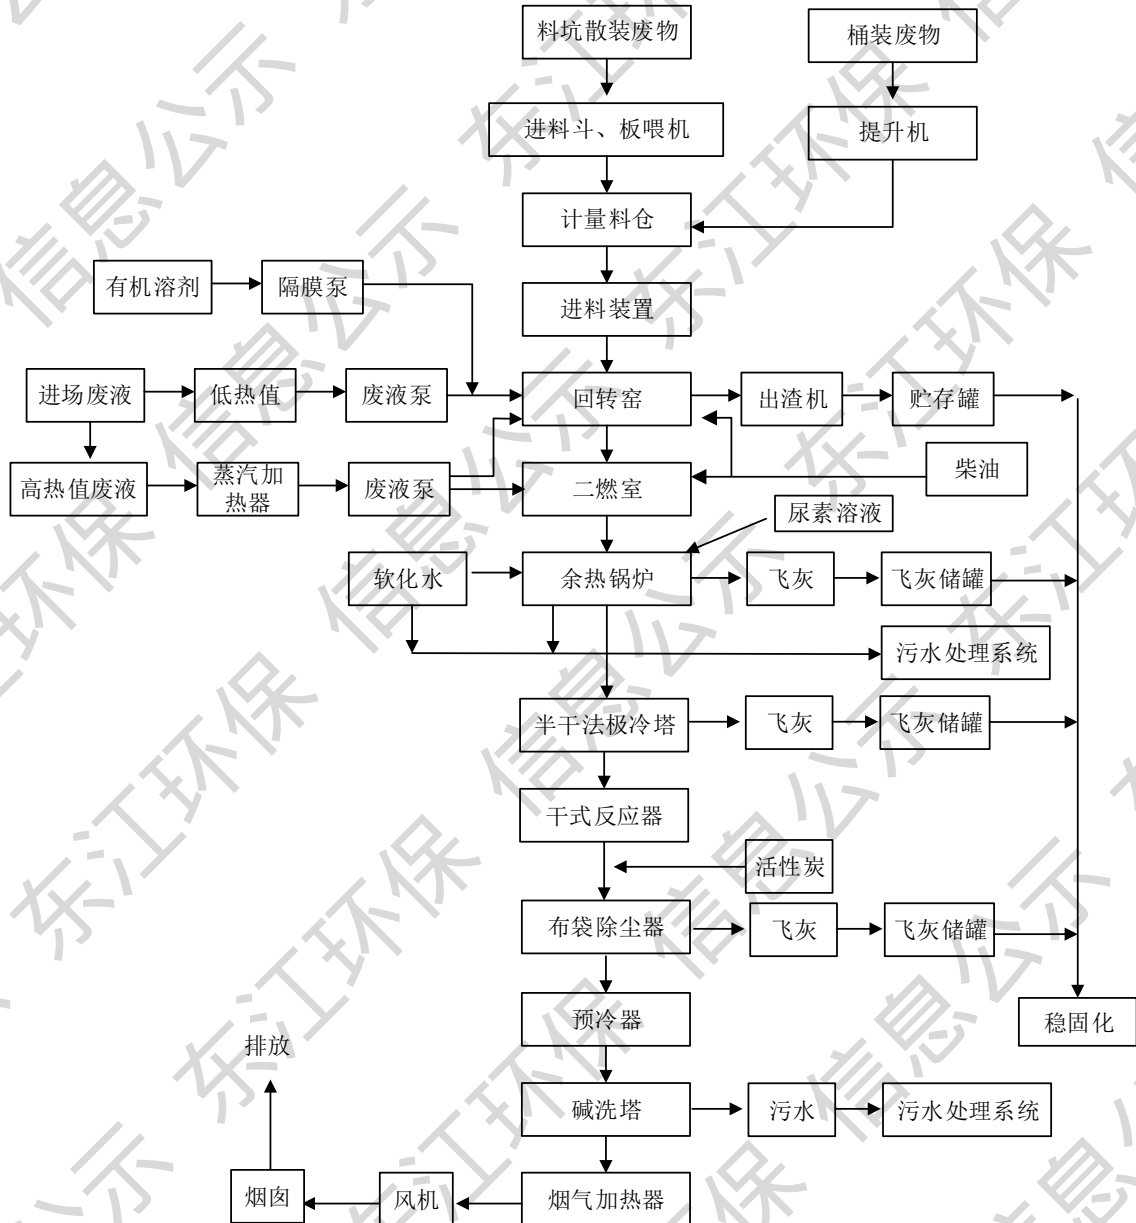 料坑散装废物
桶装废物
进料斗、板喂机
提升机
计量料仓
有机溶剂
隔膜泵
进料装置
进场废液
低热值
废液泵
回转窑
出渣机
贮存罐
高热值废液
蒸汽加
热器
废液泵
二燃室
柴油
尿素溶液
软化水
余热锅炉
飞灰
飞灰储罐
污水处理系统
半干法极冷塔
飞灰
飞灰储罐
干式反应器
活性炭
布袋除尘器
飞灰
飞灰储罐
预冷器
稳固化
排放
碱洗塔
污水
污水处理系统
烟囱
风机
烟气加热器
东江环保 信息公示